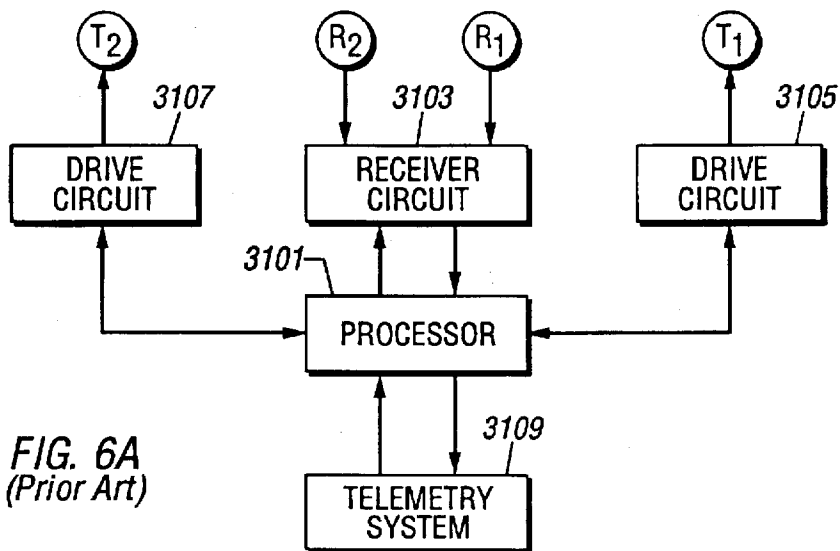 T2
R2
R1
T1
3107
3103
3105
DRIVE
CIRCUIT
RECEIVER
CIRCUIT
DRIVE
CIRCUIT
3101
PROCESSOR
3109
FIG. 6A
(Prior Art)
TELEMETRY
SYSTEM